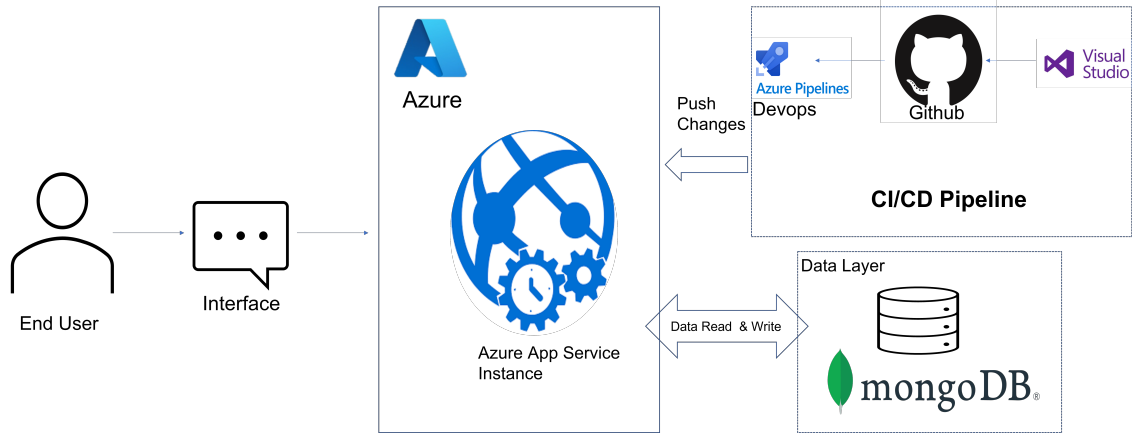 End User
Interface
Azure
Azure App Service
Instance
Push
Changes
Azure Pipelines
Devops
Github
Visual
Studio
CI/CD Pipeline
Data Read & Write
Data Layer
mongoDB®